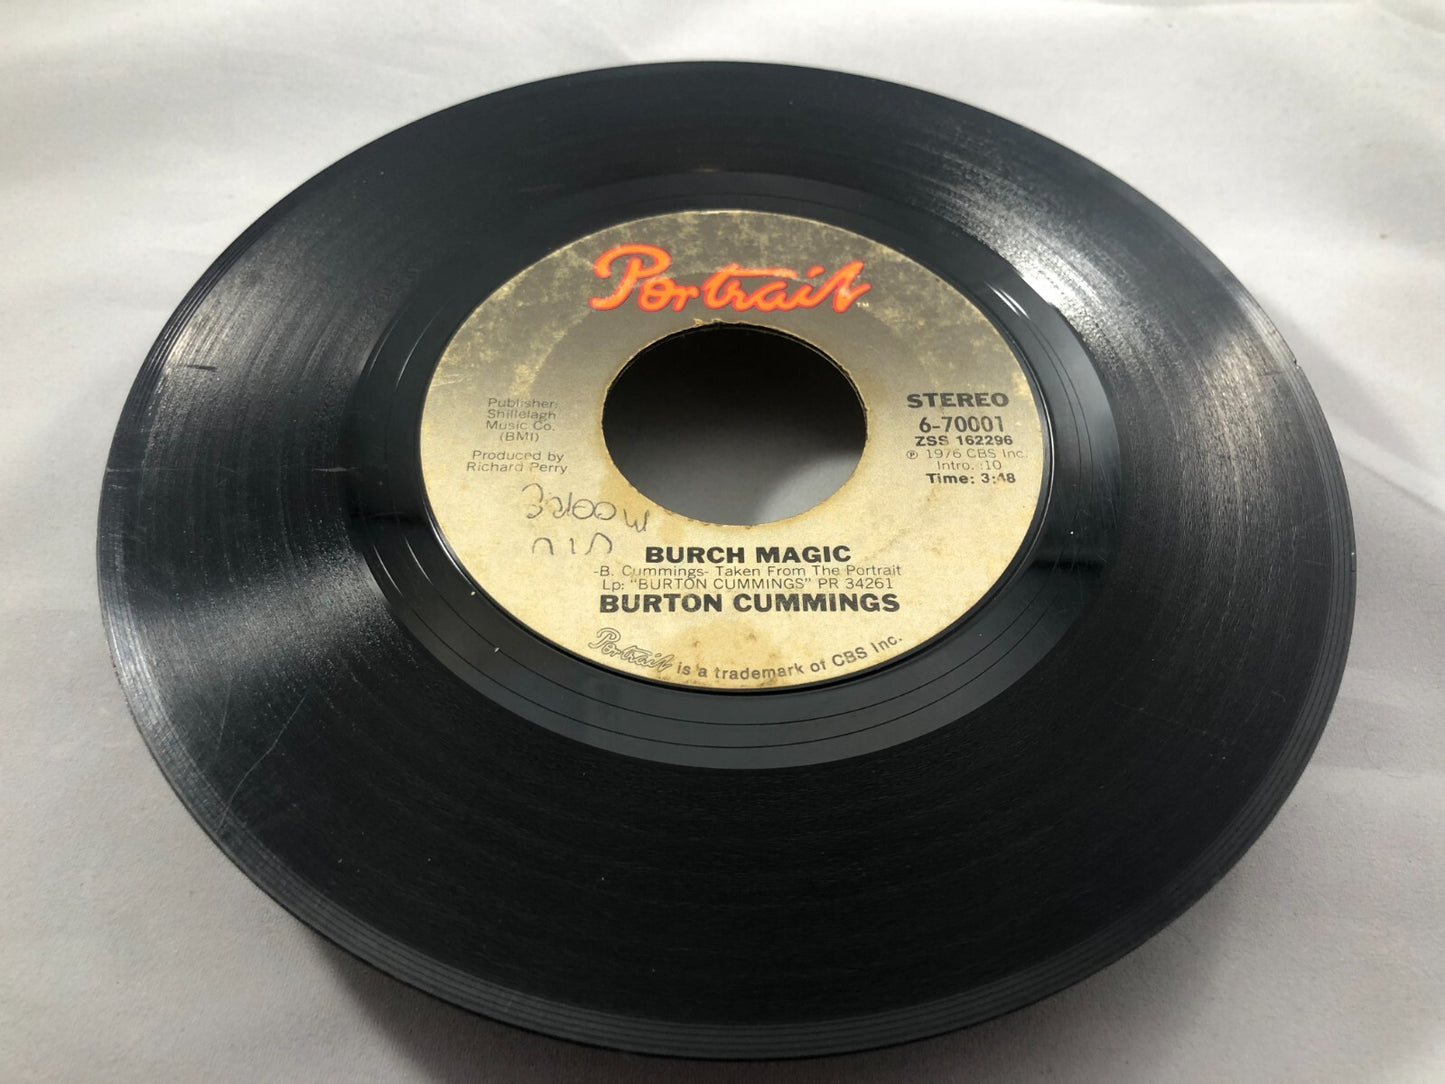 Portrait™
Publisher:
Shillelagh
Music Co.
(BMI)
Produced by
Richard Perry
STEREO
6-70001
ZSS 162296
℗ 1976 CBS Inc.
Intro. :10
Time: 3:48
MOORE
BURCH MAGIC
-B. Cummings- Taken From The Portrait
Lp: "BURTON CUMMINGS" PR 34261
BURTON CUMMINGS
Portrait is a trademark of CBS Inc.